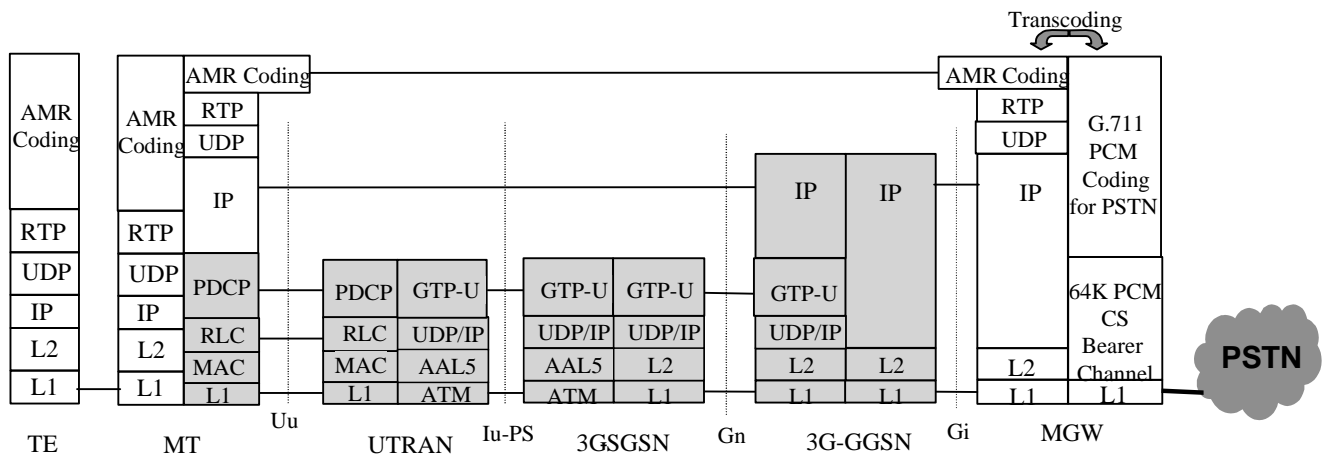 Transcoding
AMR
Coding
RTP
UDP
IP
L2
L1
TE
AMR
Coding
RTP
UDP
IP
L2
L1
AMR Coding
RTP
UDP
IP
PDCP
RLC
MAC
L1
MT
Uu
PDCP
RLC
MAC
L1
GTP-U
UDP/IP
AAL5
ATM
UTRAN
Iu-PS
GTP-U
UDP/IP
AAL5
ATM
GTP-U
UDP/IP
L2
L1
3GSGSN
Gn
IP
GTP-U
UDP/IP
L2
L1
IP
L2
L1
3G-GGSN
Gi
AMR Coding
RTP
UDP
IP
L2
L1
G.711
PCM
Coding
for PSTN
64K PCM
CS
Bearer
Channel
L1
MGW
PSTN